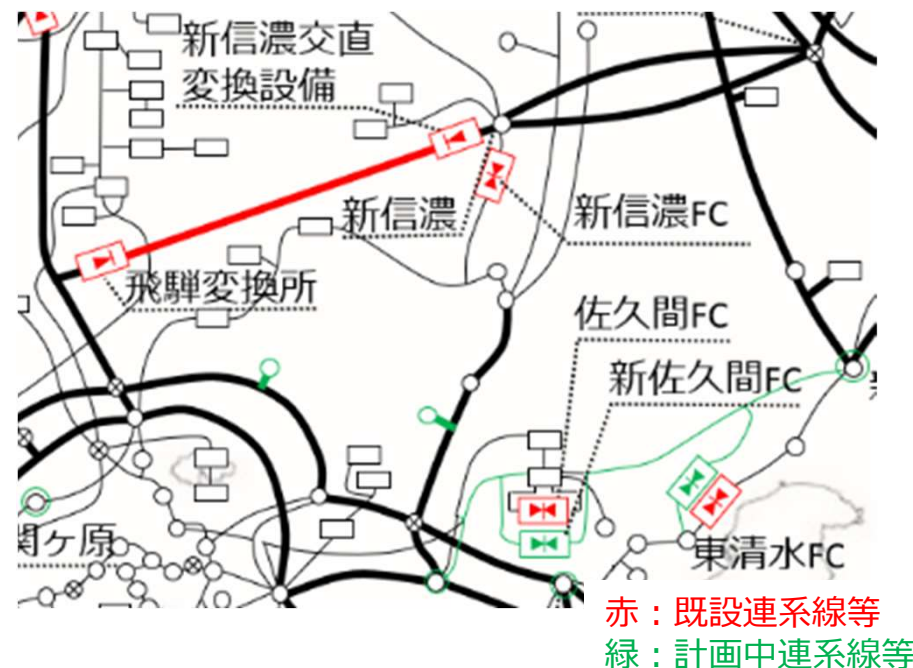 新信濃交直
変換設備
新信濃
新信濃FC
飛騨変換所
佐久間FC
新佐久間FC
関ヶ原
東清水FC
赤：既設連系線等
緑：計画中連系線等